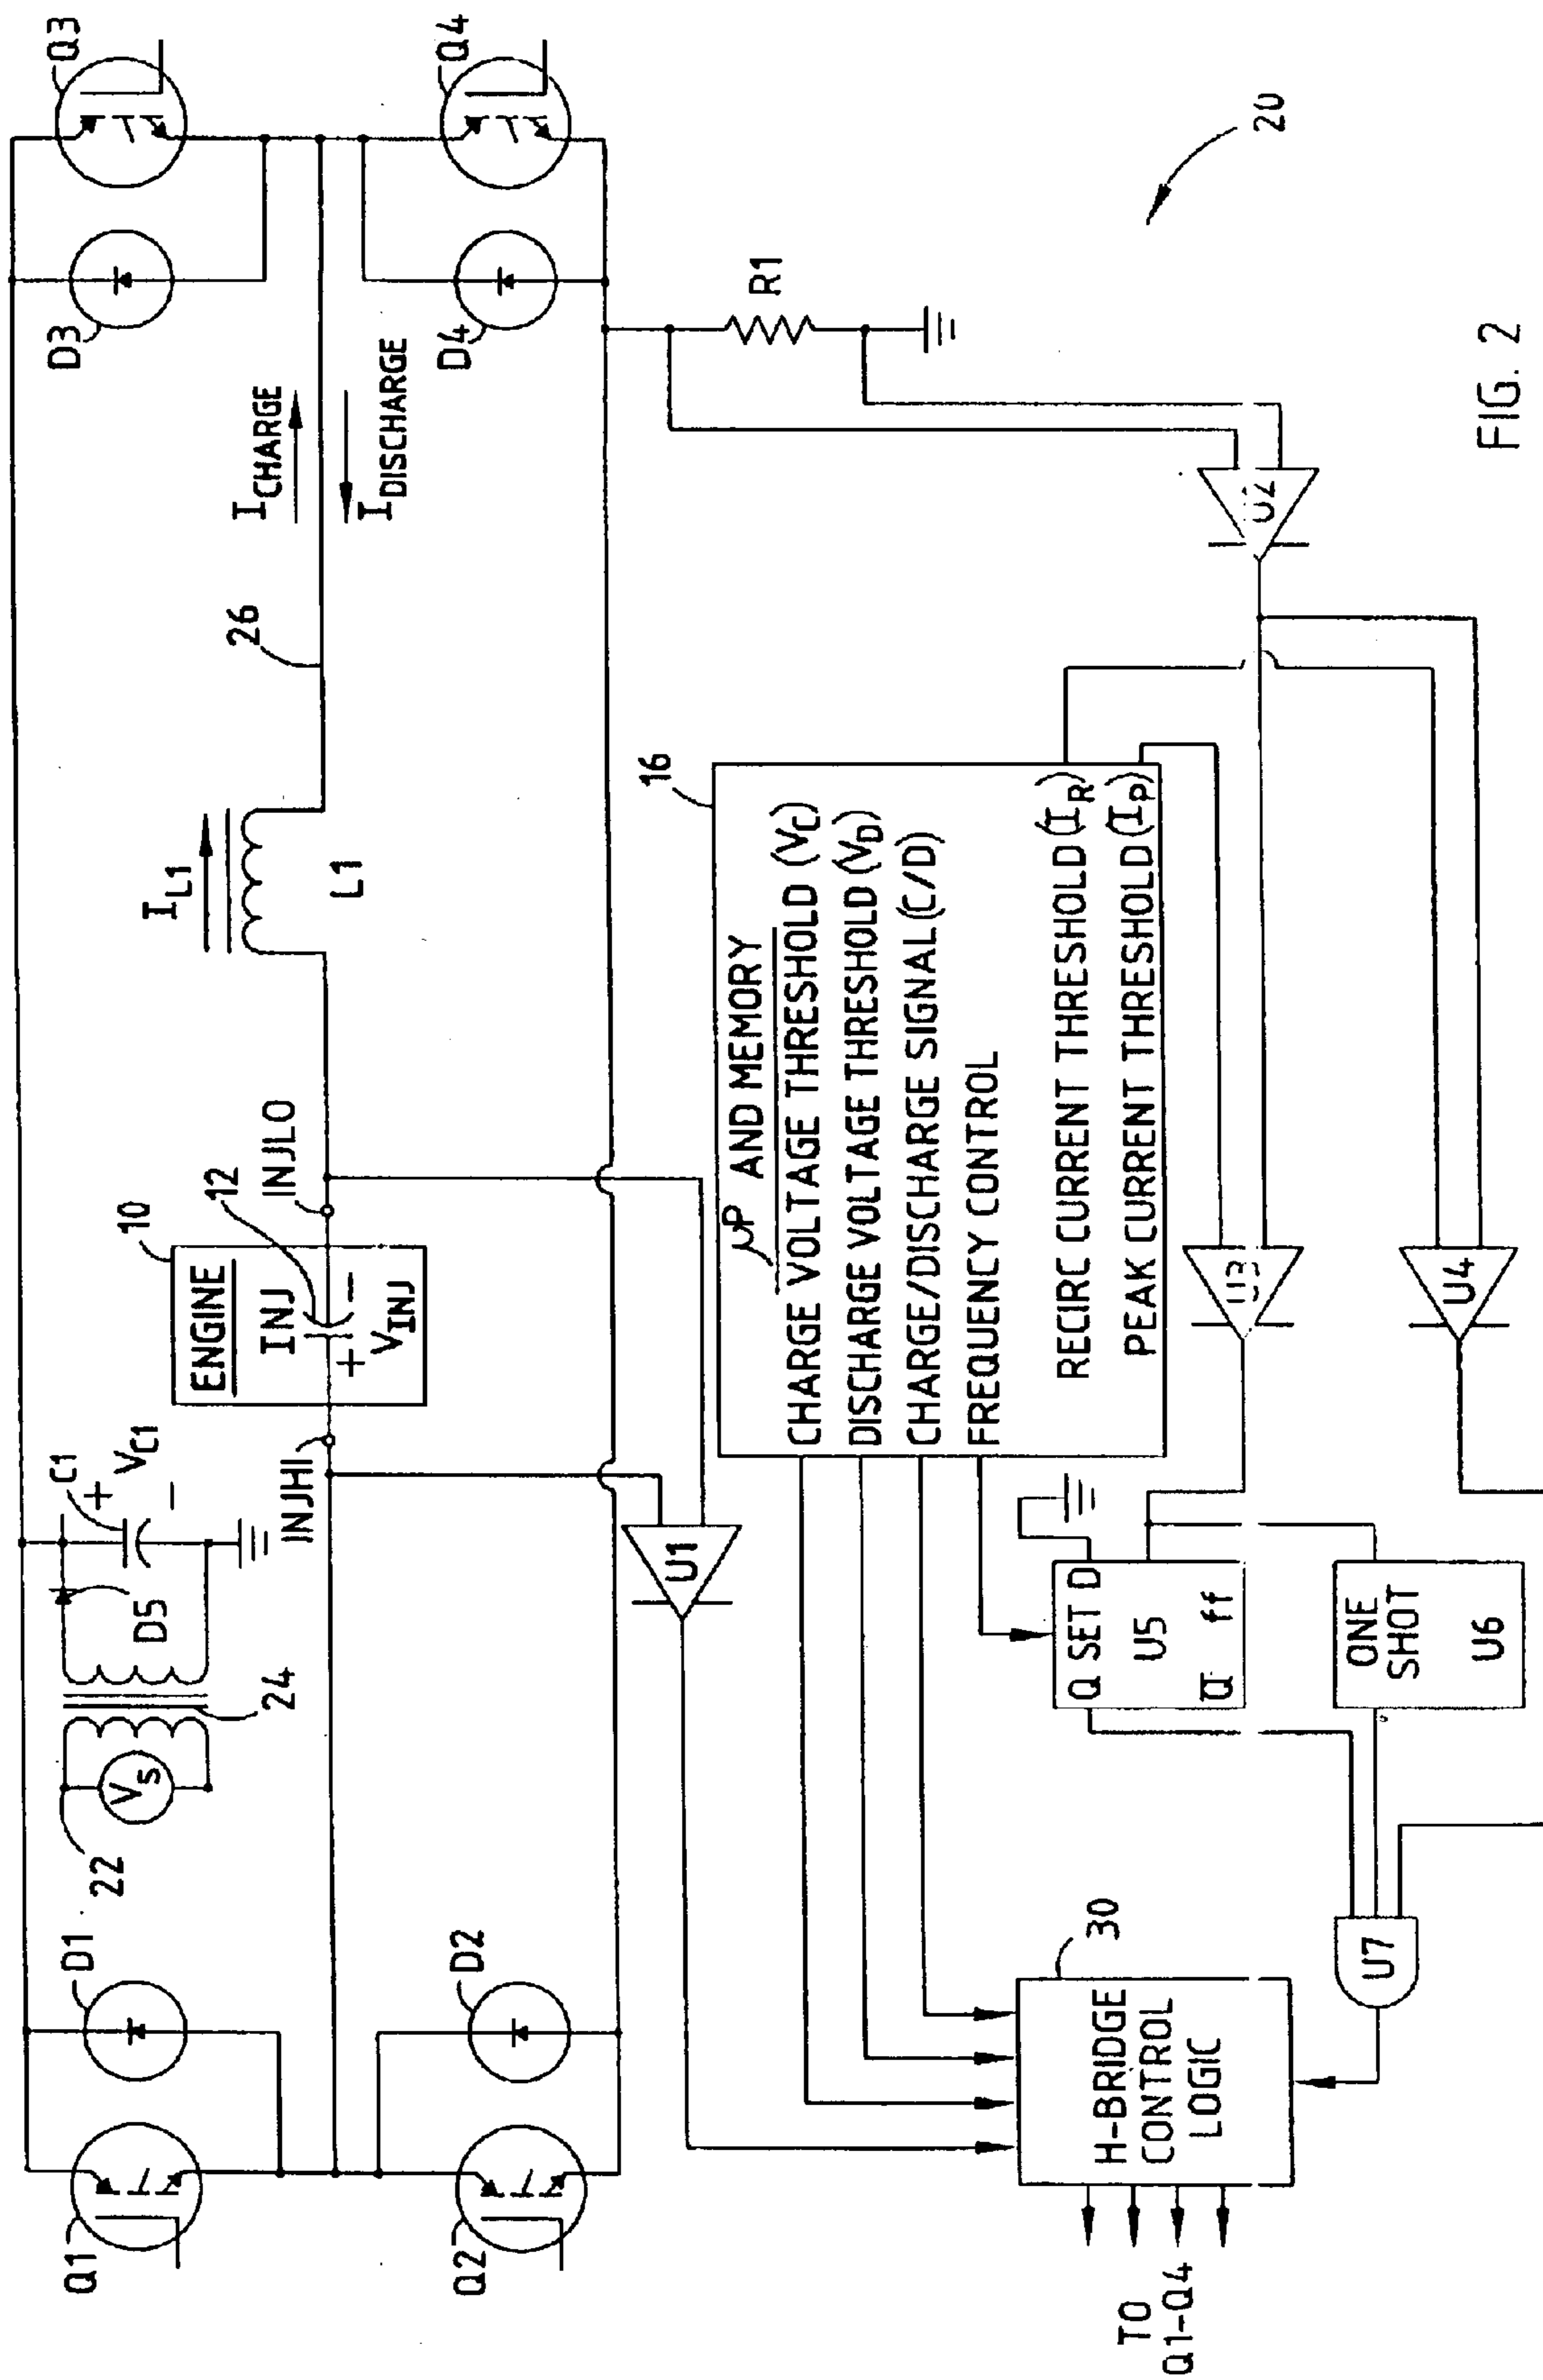 Q1
D1
22
Vs
24
D5
C1
+
VC1
−
10
ENGINE
INJ
+ −
VINJ
12
INJHI
INJLO
IL1
L1
26
ICHARGE
IDISCHARGE
D3
Q3
Q2
D2
D4
Q4
U1
16
µP AND MEMORY
CHARGE VOLTAGE THRESHOLD (VC)
DISCHARGE VOLTAGE THRESHOLD (VD)
CHARGE/DISCHARGE SIGNAL (C/D)
FREQUENCY CONTROL
RECIRC CURRENT THRESHOLD (IR)
PEAK CURRENT THRESHOLD (IP)
R1
20
U2
30
H-BRIDGE
CONTROL
LOGIC
TO
Q1-Q4
Q SET D
U5
Q̅ ff
U3
ONE
SHOT
U6
U7
U4
FIG. 2